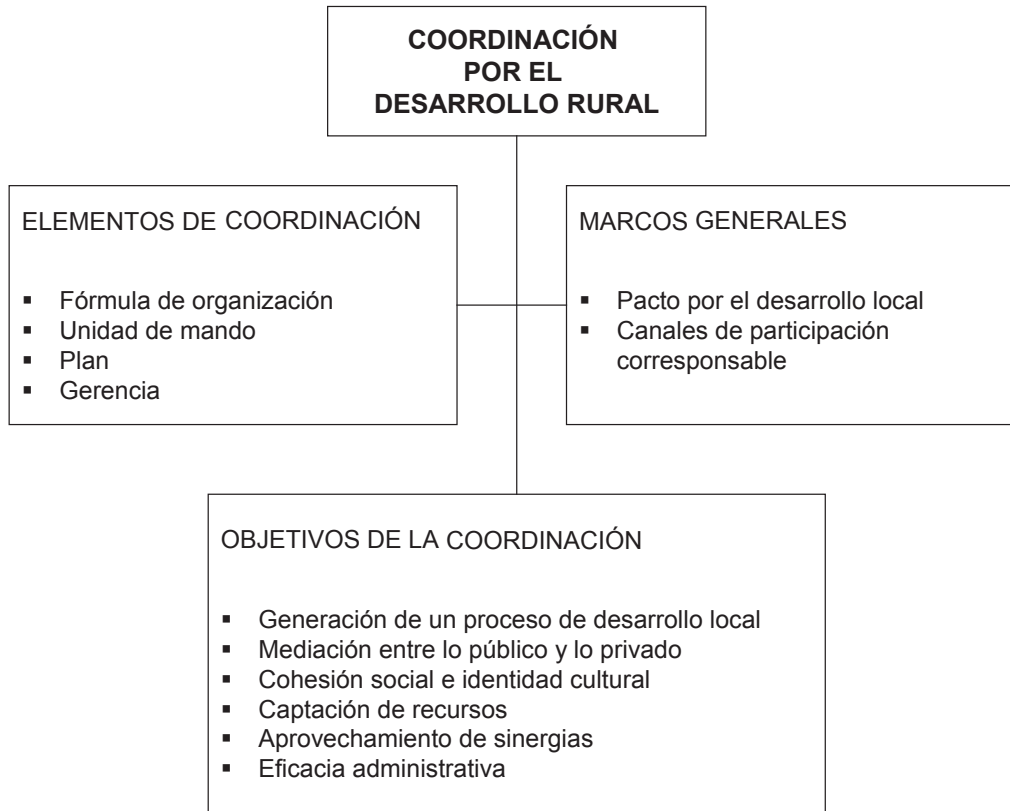 COORDINACIÓN
POR EL
DESARROLLO RURAL
ELEMENTOS DE COORDINACIÓN
▪ Fórmula de organización
▪ Unidad de mando
▪ Plan
▪ Gerencia
MARCOS GENERALES
▪ Pacto por el desarrollo local
▪ Canales de participación
corresponsable
OBJETIVOS DE LA COORDINACIÓN
▪ Generación de un proceso de desarrollo local
▪ Mediación entre lo público y lo privado
▪ Cohesión social e identidad cultural
▪ Captación de recursos
▪ Aprovechamiento de sinergias
▪ Eficacia administrativa